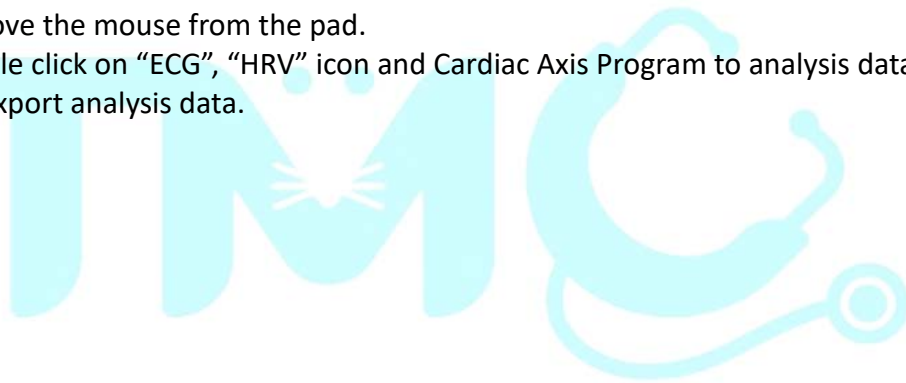 ove the mouse from the pad.
le click on “ECG”, “HRV” icon and Cardiac Axis Program to analysis data
xport analysis data.
TMC